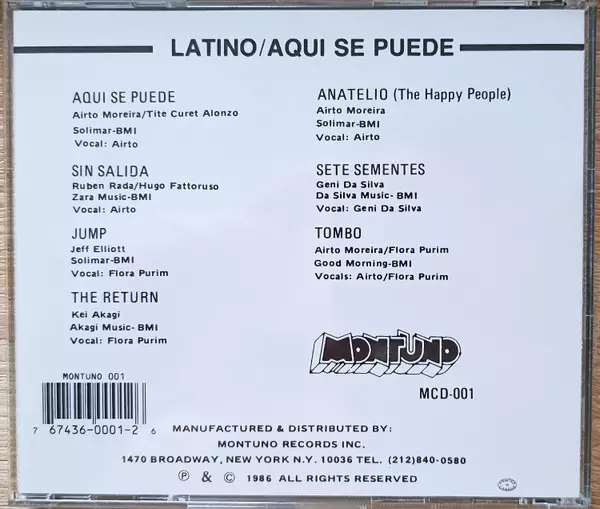 LATINO/AQUI SE PUEDE
AQUI SE PUEDE
Airto Moreira/Tite Curet Alonzo
Solimar-BMI
Vocal: Airto
SIN SALIDA
Ruben Rada/Hugo Fattoruso
Zara Music-BMI
Vocal: Airto
JUMP
Jeff Elliott
Solimar-BMI
Vocal: Flora Purim
THE RETURN
Kei Akagi
Akagi Music-BMI
Vocal: Flora Purim
ANATELIO (The Happy People)
Airto Moreira
Solimar-BMI
Vocal: Airto
SETE SEMENTES
Geni Da Silva
Da Silva Music-BMI
Vocal: Geni Da Silva
TOMBO
Airto Moreira/Flora Purim
Good Morning-BMI
Vocals: Airto/Flora Purim
MONTUNO
MCD-001
MONTUNO 001
7 67436-0001-2 6
MANUFACTURED & DISTRIBUTED BY:
MONTUNO RECORDS INC.
1470 BROADWAY, NEW YORK N.Y. 10036 TEL. (212)840-0580
Ⓟ & © 1986 ALL RIGHTS RESERVED